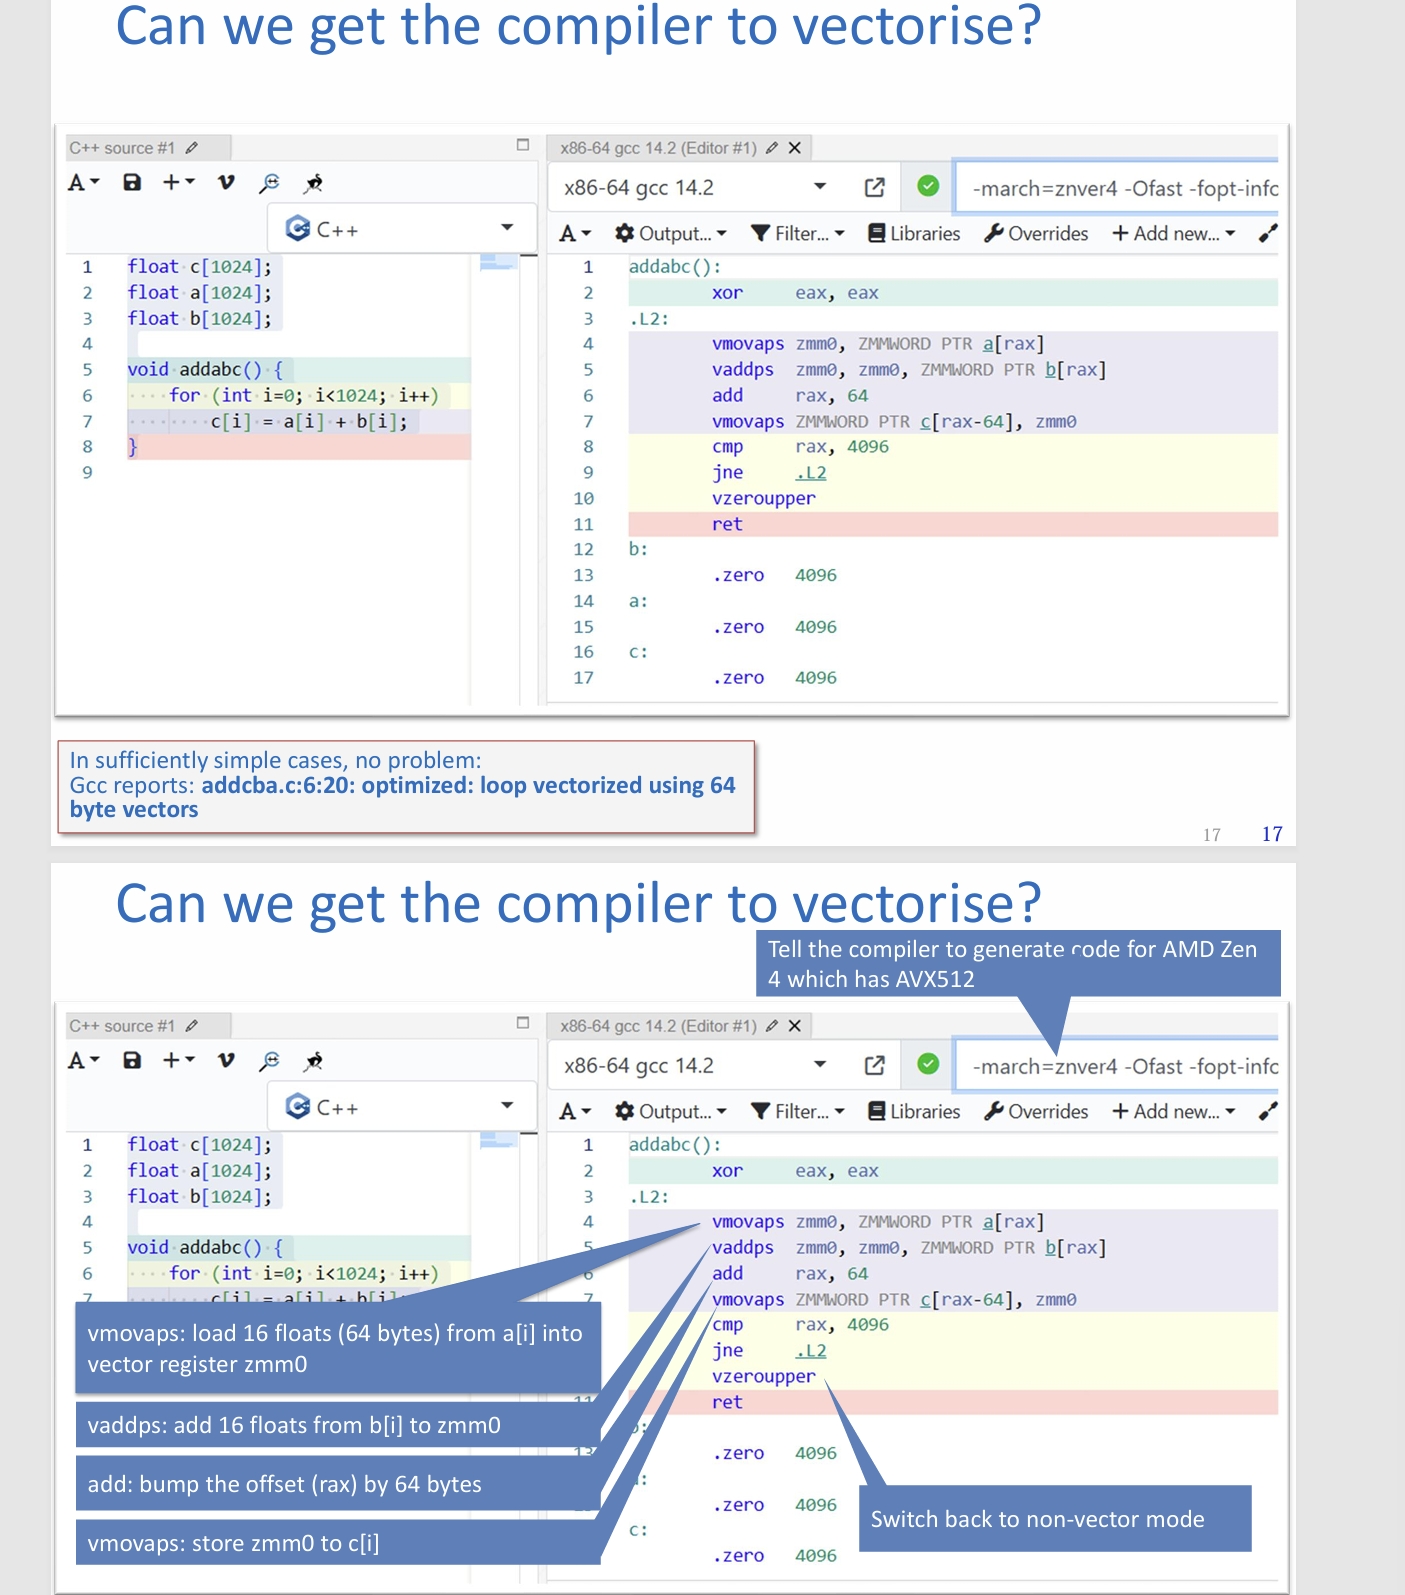 Can we get the compiler to vectorise?
C++ source #1
x86-64 gcc 14.2 (Editor #1)
A
x86-64 gcc 14.2
-march=znver4 -Ofast -fopt-info
C++
A Output... Filter... Libraries Overrides + Add new...
1 float c[1024];
2 float a[1024];
3 float b[1024];
4
5 void addabc() {
6 for (int i=0; i<1024; i++)
7 c[i] = a[i] + b[i];
8 }
9
1 addabc():
2 xor eax, eax
3 .L2:
4 vmovaps zmm0, ZMMWORD PTR a[rax]
5 vaddps zmm0, zmm0, ZMMWORD PTR b[rax]
6 add rax, 64
7 vmovaps ZMMWORD PTR c[rax-64], zmm0
8 cmp rax, 4096
9 jne .L2
10 vzeroupper
11 ret
12 b:
13 .zero 4096
14 a:
15 .zero 4096
16 c:
17 .zero 4096
In sufficiently simple cases, no problem:
Gcc reports: addcba.c:6:20: optimized: loop vectorized using 64
byte vectors
17 17
Can we get the compiler to vectorise?
Tell the compiler to generate code for AMD Zen
4 which has AVX512
C++ source #1
x86-64 gcc 14.2 (Editor #1)
A
x86-64 gcc 14.2
-march=znver4 -Ofast -fopt-info
C++
A Output... Filter... Libraries Overrides + Add new...
1 float c[1024];
2 float a[1024];
3 float b[1024];
4
5 void addabc() {
6 for (int i=0; i<1024; i++)
7 c[i] = a[i] + b[i]
1 addabc():
2 xor eax, eax
3 .L2:
4 vmovaps zmm0, ZMMWORD PTR a[rax]
5 vaddps zmm0, zmm0, ZMMWORD PTR b[rax]
6 add rax, 64
7 vmovaps ZMMWORD PTR c[rax-64], zmm0
cmp rax, 4096
jne .L2
vzeroupper
11 ret
b:
13 .zero 4096
:
.zero 4096
c:
.zero 4096
vmovaps: load 16 floats (64 bytes) from a[i] into
vector register zmm0
vaddps: add 16 floats from b[i] to zmm0
add: bump the offset (rax) by 64 bytes
vmovaps: store zmm0 to c[i]
Switch back to non-vector mode